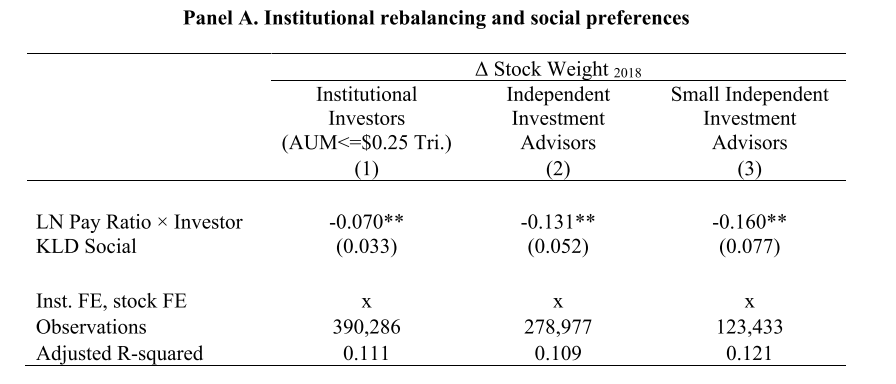 Panel A. Institutional rebalancing and social preferences
Δ Stock Weight 2018
Institutional Investors (AUM<=$0.25 Tri.) (1)
Independent Investment Advisors (2)
Small Independent Investment Advisors (3)
LN Pay Ratio × Investor KLD Social
-0.070** -0.131** -0.160**
(0.033) (0.052) (0.077)
Inst. FE, stock FE x x x
Observations 390,286 278,977 123,433
Adjusted R-squared 0.111 0.109 0.121